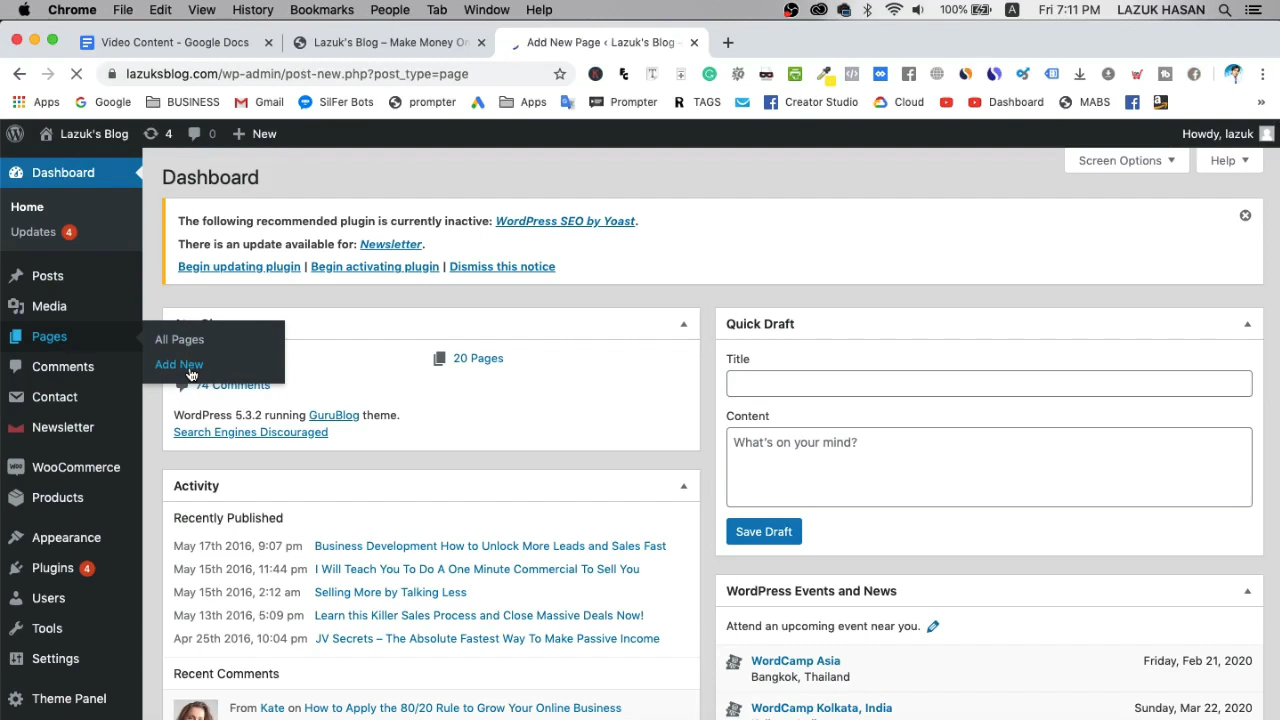 Chrome File Edit View History Bookmarks People Tab Window Help 100% A Fri 7:11 PM LAZUK HASAN
Video Content - Google Docs Lazuk's Blog – Make Money On Add New Page ‹ Lazuk's Blog –
lazuksblog.com/wp-admin/post-new.php?post_type=page
Apps Google BUSINESS Gmail SilFer Bots prompter Apps Prompter R TAGS Creator Studio Cloud Dashboard MABS »
Lazuk's Blog 4 0 New Howdy, lazuk
Dashboard
Home
Updates 4
Posts
Media
Pages
Comments
Contact
Newsletter
WooCommerce
Products
Appearance
Plugins 4
Users
Tools
Settings
Theme Panel
All Pages
Add New
Screen Options Help
Dashboard
The following recommended plugin is currently inactive: WordPress SEO by Yoast.
There is an update available for: Newsletter.
Begin updating plugin | Begin activating plugin | Dismiss this notice
20 Pages
74 Comments
WordPress 5.3.2 running GuruBlog theme.
Search Engines Discouraged
Activity
Recently Published
May 17th 2016, 9:07 pm Business Development How to Unlock More Leads and Sales Fast
May 15th 2016, 11:44 pm I Will Teach You To Do A One Minute Commercial To Sell You
May 15th 2016, 2:12 am Selling More by Talking Less
May 13th 2016, 5:09 pm Learn this Killer Sales Process and Close Massive Deals Now!
Apr 25th 2016, 10:04 pm JV Secrets – The Absolute Fastest Way To Make Passive Income
Recent Comments
From Kate on How to Apply the 80/20 Rule to Grow Your Online Business
Quick Draft
Title
Content
What's on your mind?
Save Draft
WordPress Events and News
Attend an upcoming event near you.
WordCamp Asia Friday, Feb 21, 2020
Bangkok, Thailand
WordCamp Kolkata, India Sunday, Mar 22, 2020